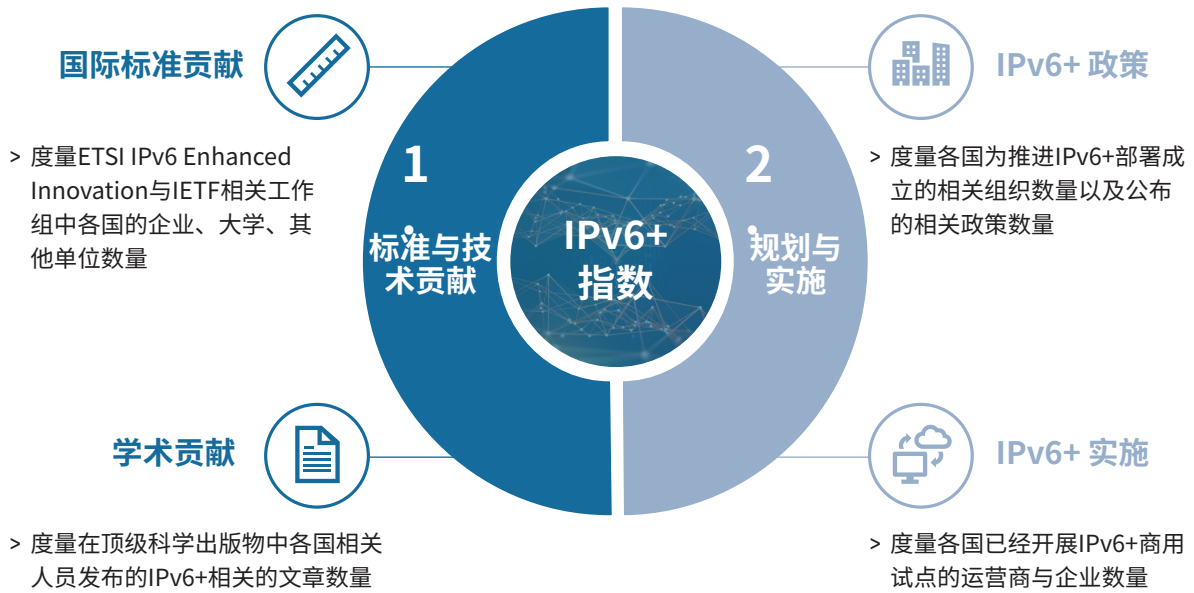 国际标准贡献
> 度量ETSI IPv6 Enhanced
Innovation与IETF相关工作
组中各国的企业、大学、其
他单位数量
学术贡献
> 度量在顶级科学出版物中各国相关
人员发布的IPv6+相关的文章数量
1
.
标准与技
术贡献
IPv6+
指数
2
.
规划与
实施
IPv6+ 政策
> 度量各国为推进IPv6+部署成
立的相关组织数量以及公布
的相关政策数量
IPv6+ 实施
> 度量各国已经开展IPv6+商用
试点的运营商与企业数量